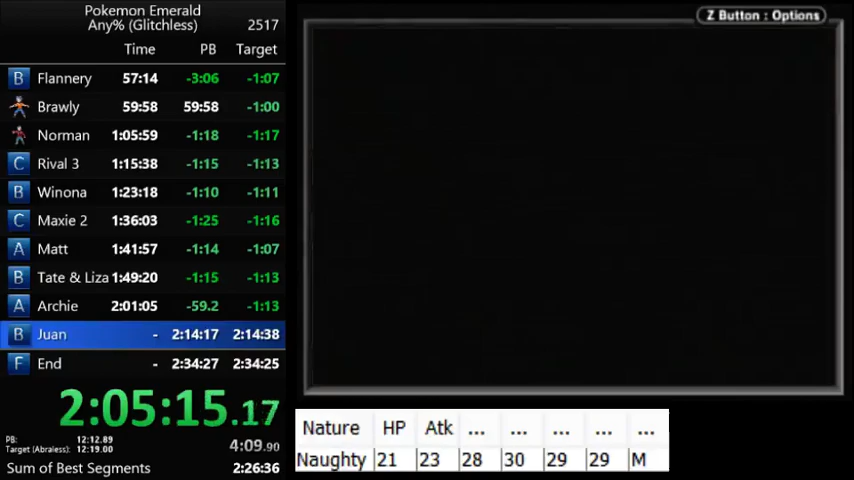 Pokemon Emerald
Any% (Glitchless) 2517
Time PB Target
B Flannery 57:14 -3:06 -1:07
Brawly 59:58 59:58 -1:00
Norman 1:05:59 -1:18 -1:17
C Rival 3 1:15:38 -1:15 -1:13
B Winona 1:23:18 -1:10 -1:11
C Maxie 2 1:36:03 -1:25 -1:16
A Matt 1:41:57 -1:14 -1:07
B Tate & Liza 1:49:20 -1:15 -1:13
A Archie 2:01:05 -59.2 -1:13
B Juan - 2:14:17 2:14:38
F End - 2:34:27 2:34:25
2:05:15.17
PB: 12:12.89
Target (Abraless): 12:19.00
4:09.90
Sum of Best Segments 2:26:36
Z Button : Options
Nature HP Atk ... ... ... ... ...
Naughty 21 23 28 30 29 29 M